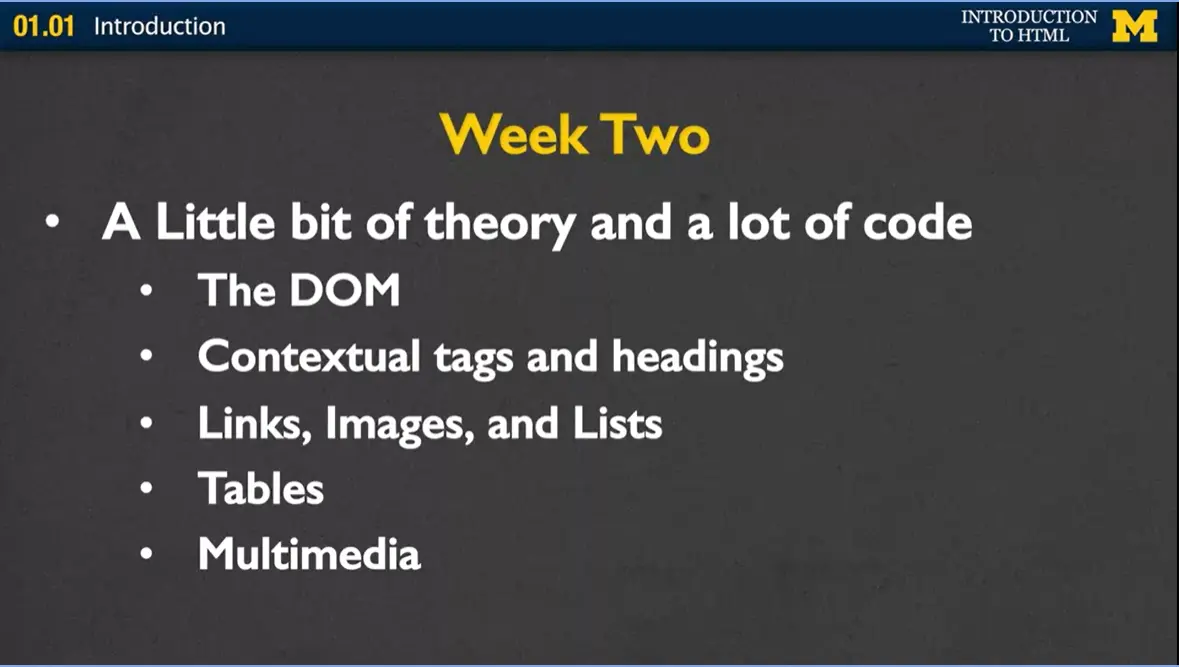 01.01 Introduction
INTRODUCTION
TO HTML
M
Week Two
• A Little bit of theory and a lot of code
• The DOM
• Contextual tags and headings
• Links, Images, and Lists
• Tables
• Multimedia